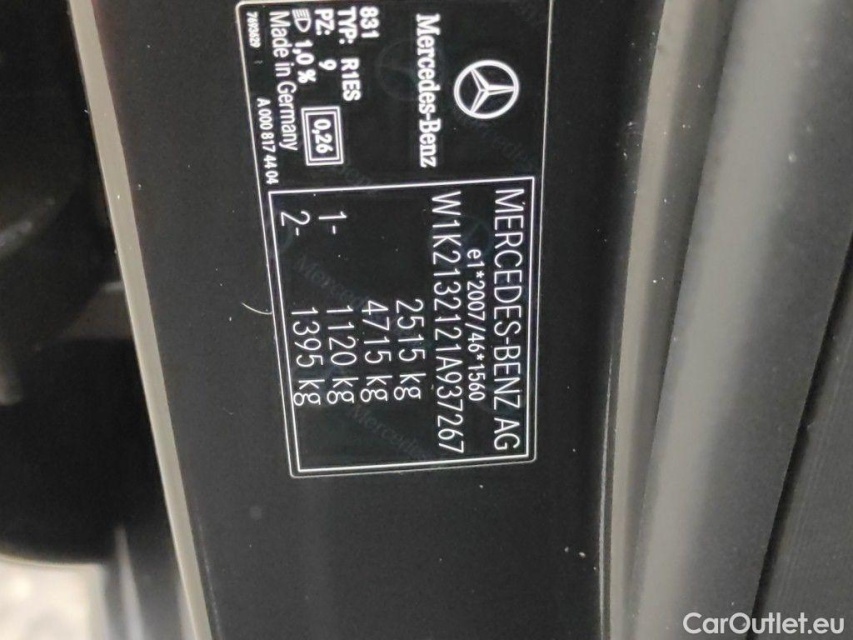 Mercedes-Benz
831
TYP: R1ES
PZ: 9
1,0 %
0,26
Made in Germany
A 000 817 44 04
MERCEDES-BENZ AG
e1*2007/46*1560
W1K2132121A937267
2515 kg
4715 kg
1- 1120 kg
2- 1395 kg
CarOutlet.eu